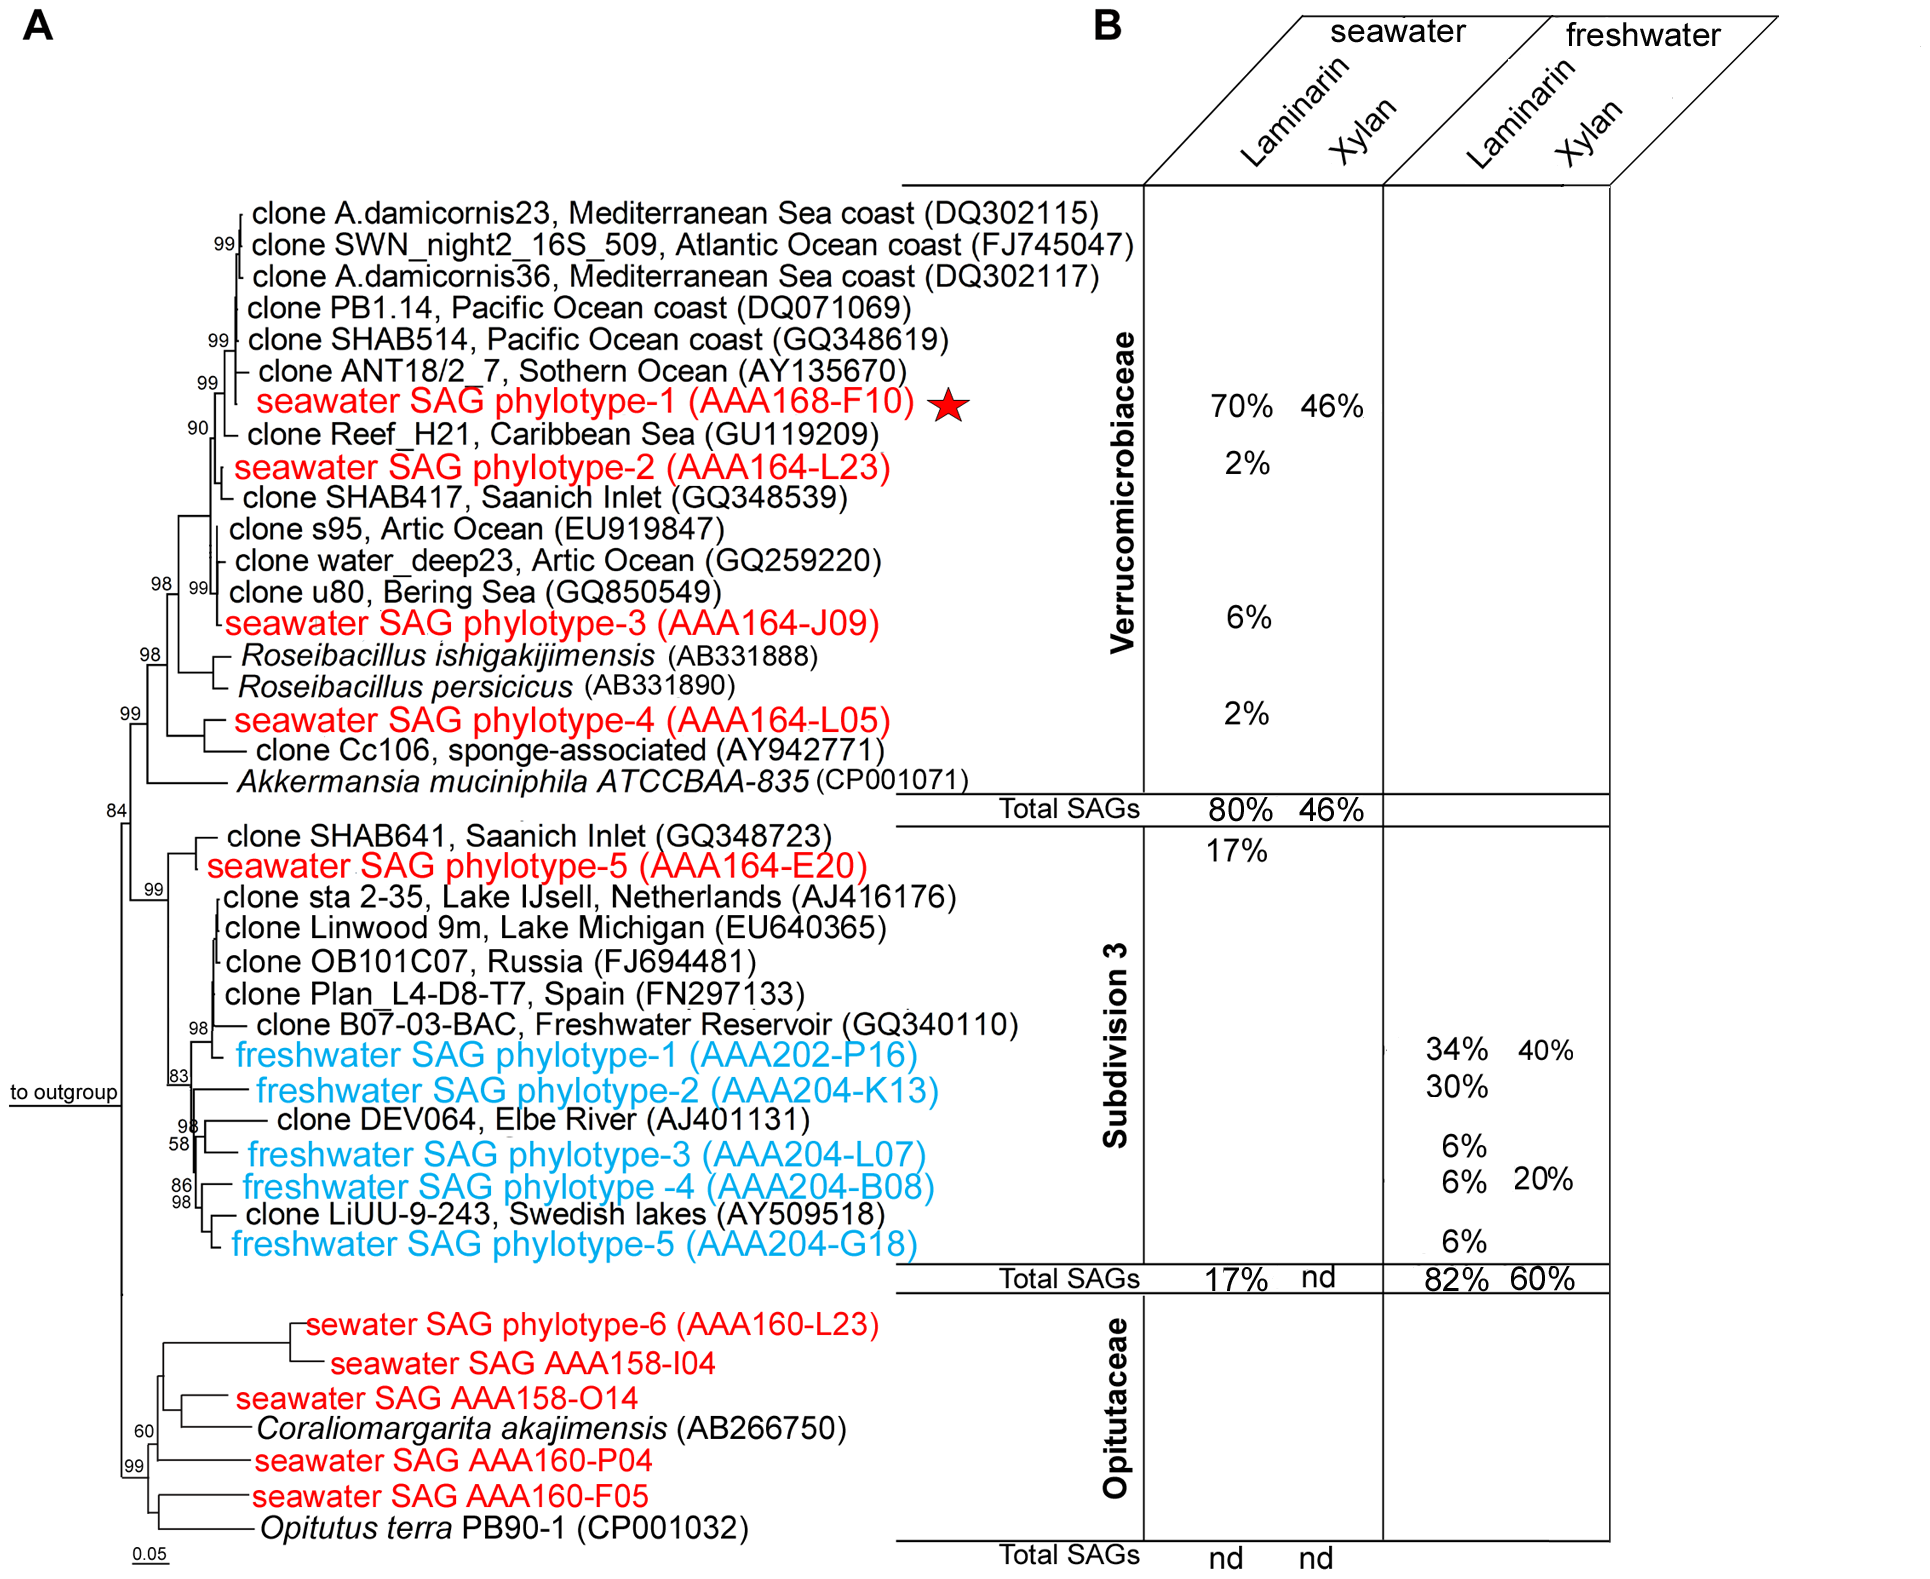 A
B
seawater
freshwater
Laminarin
Xylan
Laminarin
Xylan
clone A.damicornis23, Mediterranean Sea coast (DQ302115)
99
clone SWN_night2_16S_509, Atlantic Ocean coast (FJ745047)
clone A.damicornis36, Mediterranean Sea coast (DQ302117)
clone PB1.14, Pacific Ocean coast (DQ071069)
99
clone SHAB514, Pacific Ocean coast (GQ348619)
clone ANT18/2_7, Sothern Ocean (AY135670)
99
seawater SAG phylotype-1 (AAA168-F10)
70% 46%
90
clone Reef_H21, Caribbean Sea (GU119209)
seawater SAG phylotype-2 (AAA164-L23)
2%
clone SHAB417, Saanich Inlet (GQ348539)
clone s95, Artic Ocean (EU919847)
clone water_deep23, Artic Ocean (GQ259220)
98
99
clone u80, Bering Sea (GQ850549)
seawater SAG phylotype-3 (AAA164-J09)
6%
98
Roseibacillus ishigakijimensis (AB331888)
Roseibacillus persicicus (AB331890)
99
seawater SAG phylotype-4 (AAA164-L05)
2%
clone Cc106, sponge-associated (AY942771)
Akkermansia muciniphila ATCCBAA-835 (CP001071)
Verrucomicrobiaceae
84
Total SAGs 80% 46%
clone SHAB641, Saanich Inlet (GQ348723)
seawater SAG phylotype-5 (AAA164-E20)
17%
99
clone sta 2-35, Lake IJsell, Netherlands (AJ416176)
clone Linwood 9m, Lake Michigan (EU640365)
clone OB101C07, Russia (FJ694481)
clone Plan_L4-D8-T7, Spain (FN297133)
98
clone B07-03-BAC, Freshwater Reservoir (GQ340110)
freshwater SAG phylotype-1 (AAA202-P16)
34% 40%
83
freshwater SAG phylotype-2 (AAA204-K13)
30%
to outgroup
98
clone DEV064, Elbe River (AJ401131)
58
freshwater SAG phylotype-3 (AAA204-L07)
6%
86
freshwater SAG phylotype -4 (AAA204-B08)
6% 20%
98
clone LiUU-9-243, Swedish lakes (AY509518)
freshwater SAG phylotype-5 (AAA204-G18)
6%
Subdivision 3
Total SAGs 17% nd 82% 60%
sewater SAG phylotype-6 (AAA160-L23)
seawater SAG AAA158-I04
seawater SAG AAA158-O14
Coraliomargarita akajimensis (AB266750)
60
seawater SAG AAA160-P04
99
seawater SAG AAA160-F05
Opitutus terra PB90-1 (CP001032)
Opitutaceae
0.05
Total SAGs nd nd